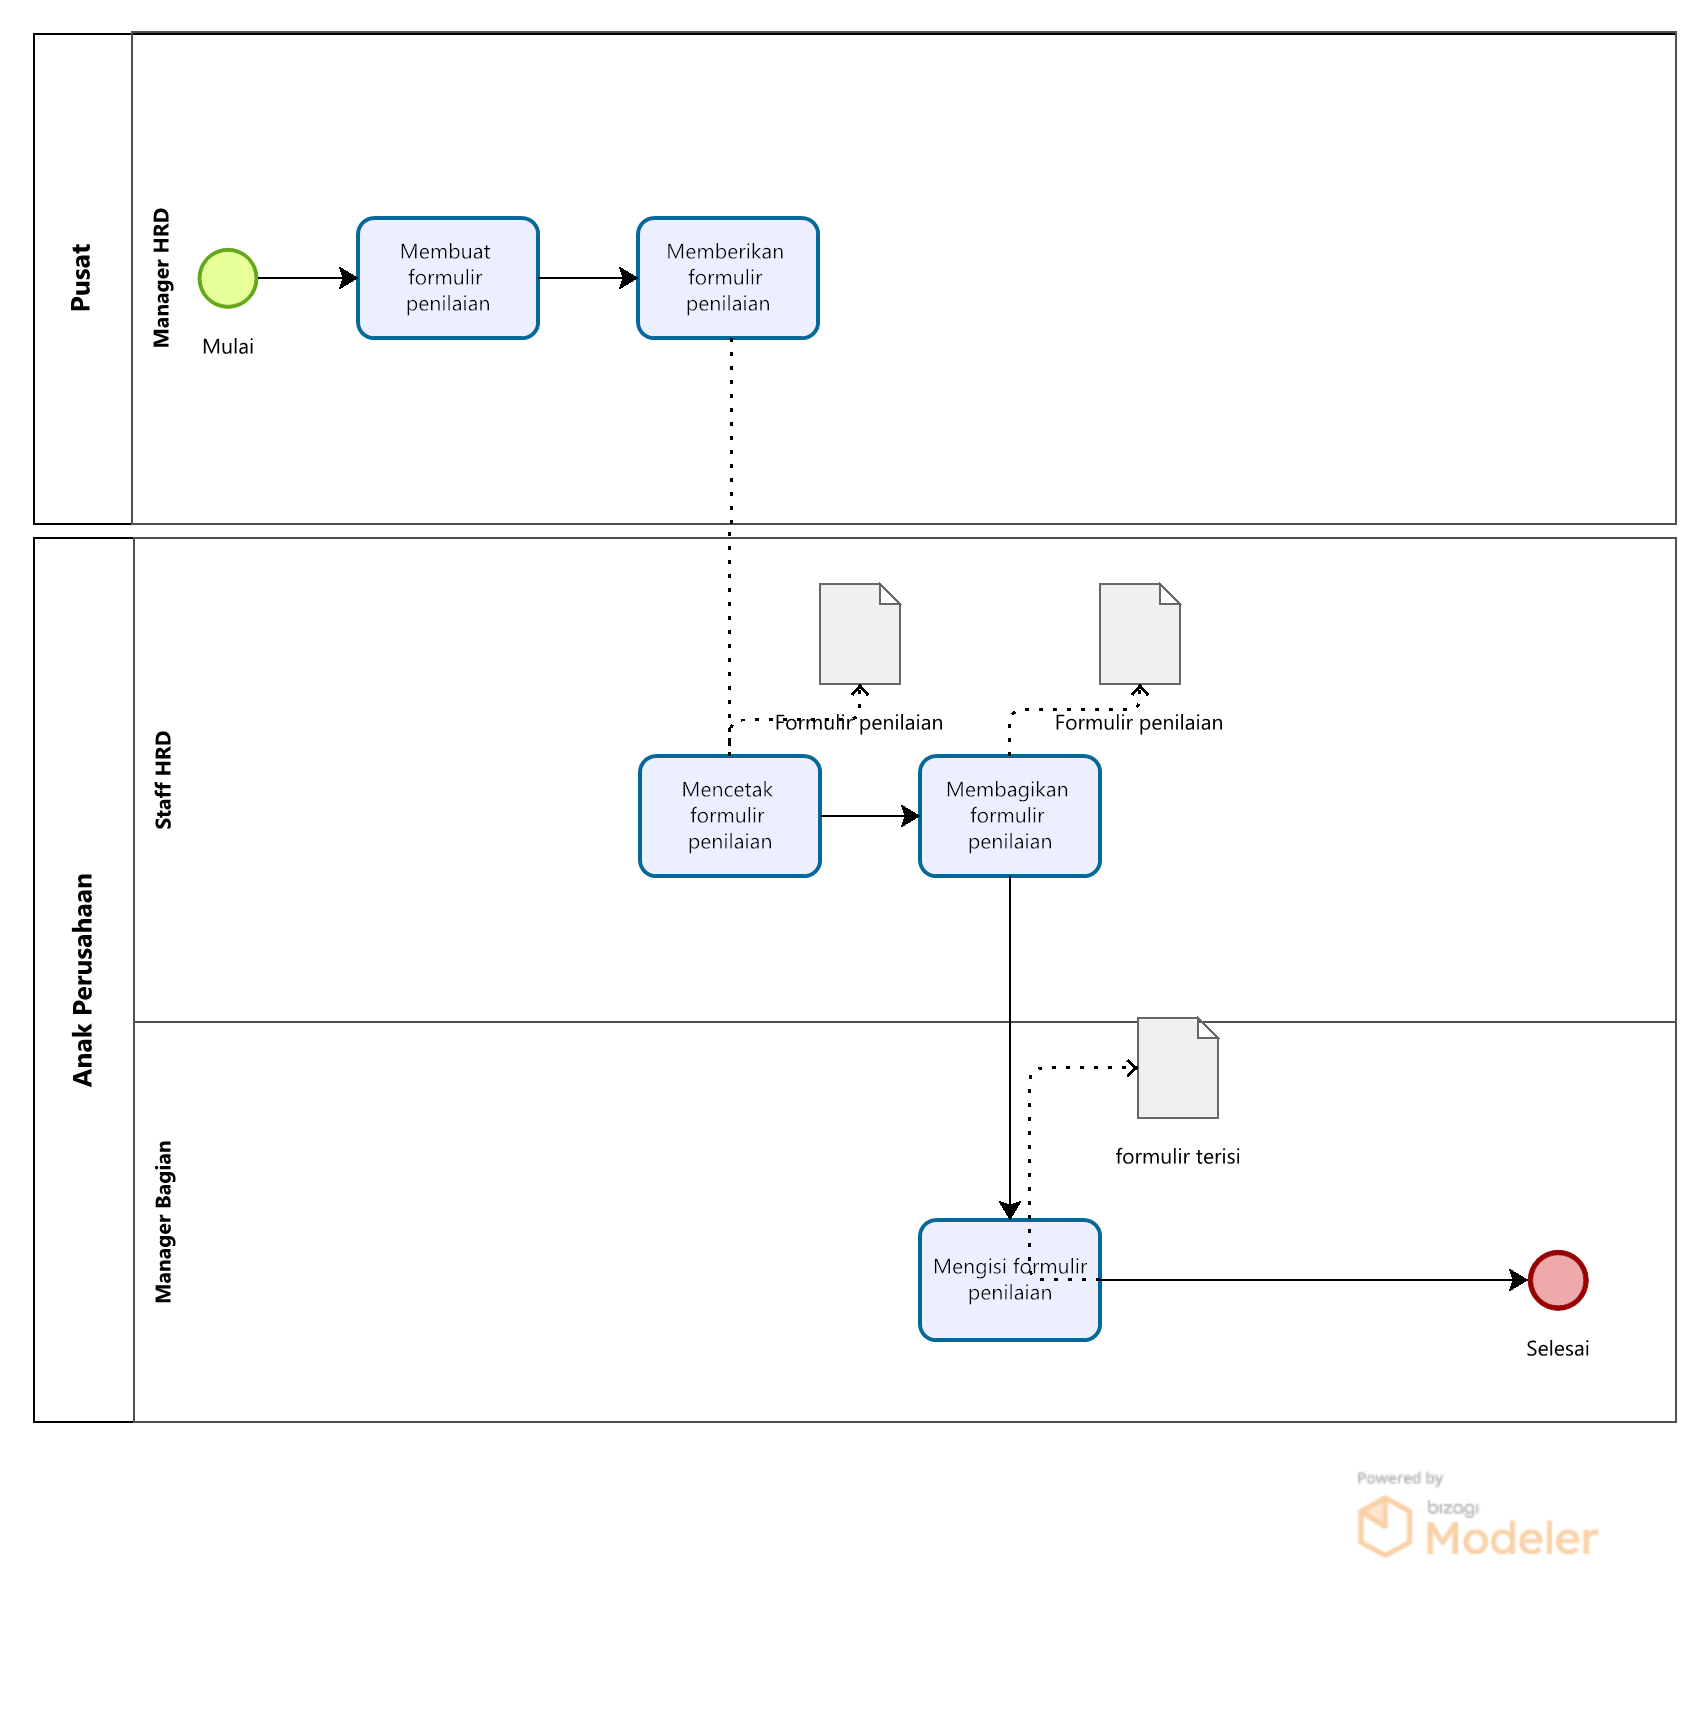 Pusat
Manager HRD
Mulai
Membuat
formulir
penilaian
Memberikan
formulir
penilaian
Anak Perusahaan
Staff HRD
Formulir penilaian
Formulir penilaian
Mencetak
formulir
penilaian
Membagikan
formulir
penilaian
Manager Bagian
formulir terisi
Mengisi formulir
penilaian
Selesai
Powered by
bizagi
Modeler